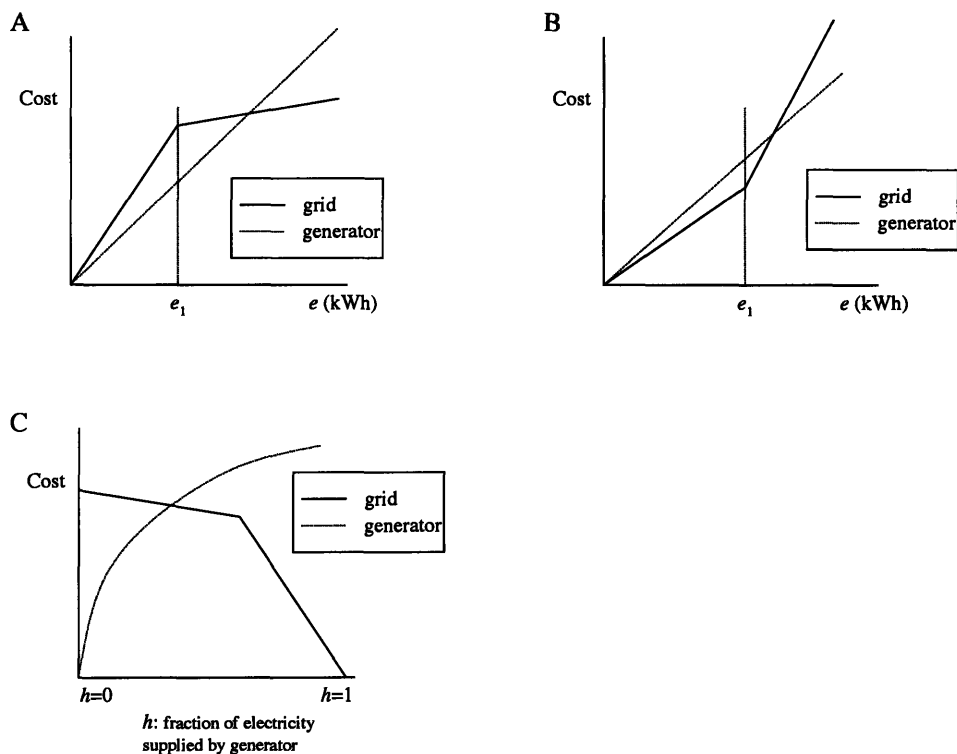 A
Cost
grid
generator
e₁
e (kWh)
B
Cost
grid
generator
e₁
e (kWh)
C
Cost
grid
generator
h=0
h=1
h: fraction of electricity
supplied by generator